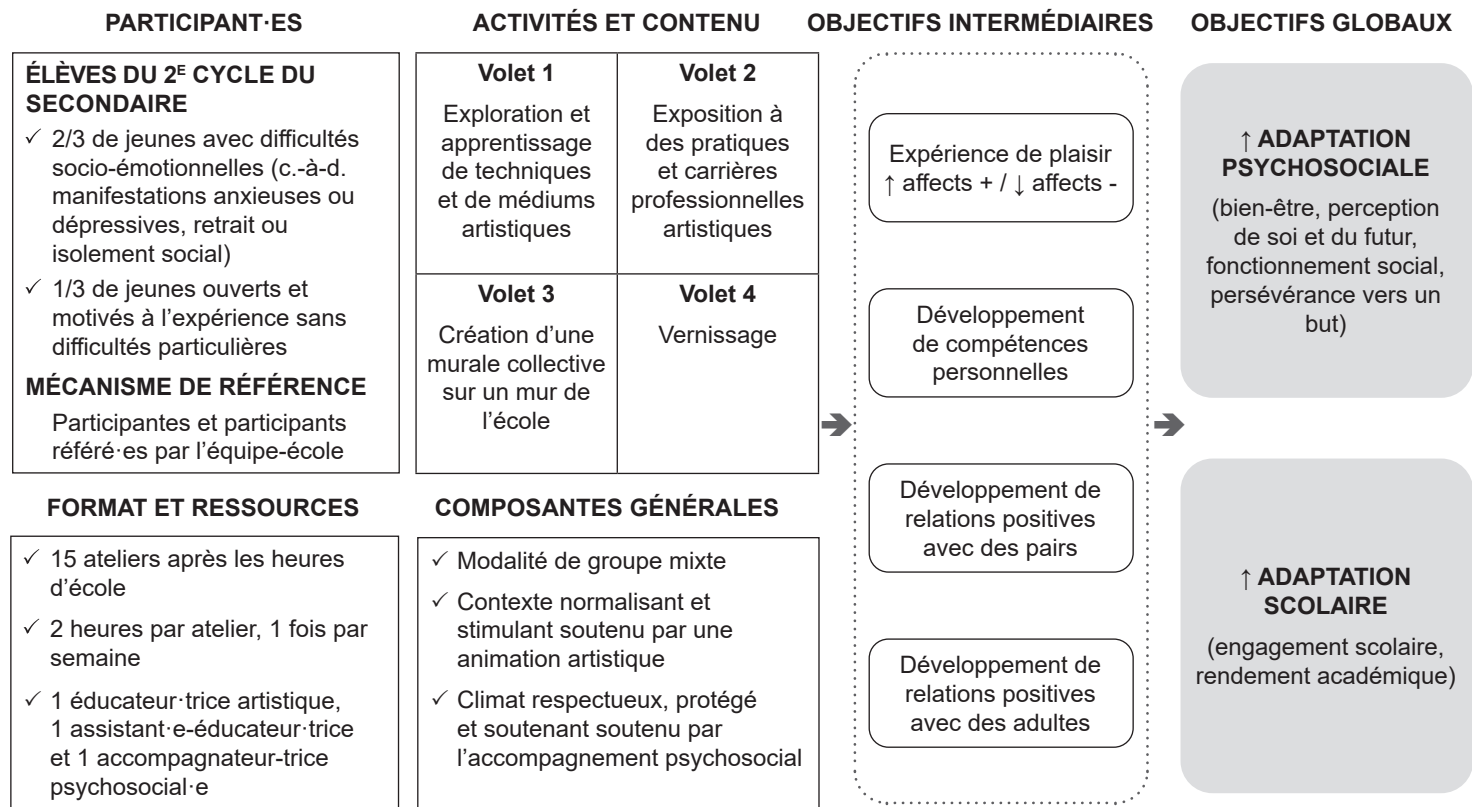 PARTICIPANT·ES
ÉLÈVES DU 2E CYCLE DU
SECONDAIRE
✓ 2/3 de jeunes avec difficultés
socio-émotionnelles (c.-à-d.
manifestations anxieuses ou
dépressives, retrait ou
isolement social)
✓ 1/3 de jeunes ouverts et
motivés à l’expérience sans
difficultés particulières
MÉCANISME DE RÉFÉRENCE
Participantes et participants
référé·es par l’équipe-école
FORMAT ET RESSOURCES
✓ 15 ateliers après les heures
d’école
✓ 2 heures par atelier, 1 fois par
semaine
✓ 1 éducateur·trice artistique,
1 assistant·e-éducateur·trice
et 1 accompagnateur-trice
psychosocial·e
ACTIVITÉS ET CONTENU
Volet 1
Exploration et
apprentissage
de techniques
et de médiums
artistiques
Volet 2
Exposition à
des pratiques
et carrières
professionnelles
artistiques
Volet 3
Création d’une
murale collective
sur un mur de
l’école
Volet 4
Vernissage
COMPOSANTES GÉNÉRALES
✓ Modalité de groupe mixte
✓ Contexte normalisant et
stimulant soutenu par une
animation artistique
✓ Climat respectueux, protégé
et soutenant soutenu par
l’accompagnement psychosocial
OBJECTIFS INTERMÉDIAIRES
Expérience de plaisir
↑ affects + / ↓ affects -
Développement
de compétences
personnelles
Développement de
relations positives
avec des pairs
Développement de
relations positives
avec des adultes
OBJECTIFS GLOBAUX
↑ ADAPTATION
PSYCHOSOCIALE
(bien-être, perception
de soi et du futur,
fonctionnement social,
persévérance vers un
but)
↑ ADAPTATION
SCOLAIRE
(engagement scolaire,
rendement académique)